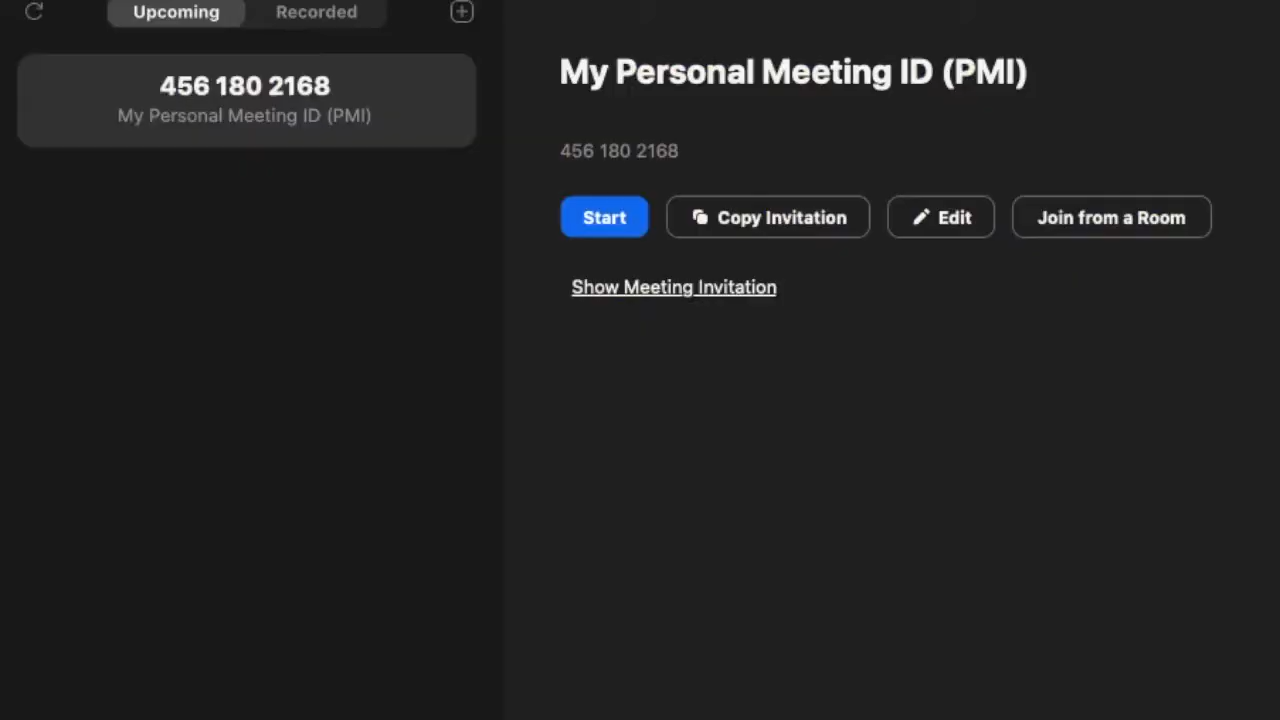 Upcoming
Recorded
456 180 2168
My Personal Meeting ID (PMI)
My Personal Meeting ID (PMI)
456 180 2168
Start
Copy Invitation
Edit
Join from a Room
Show Meeting Invitation